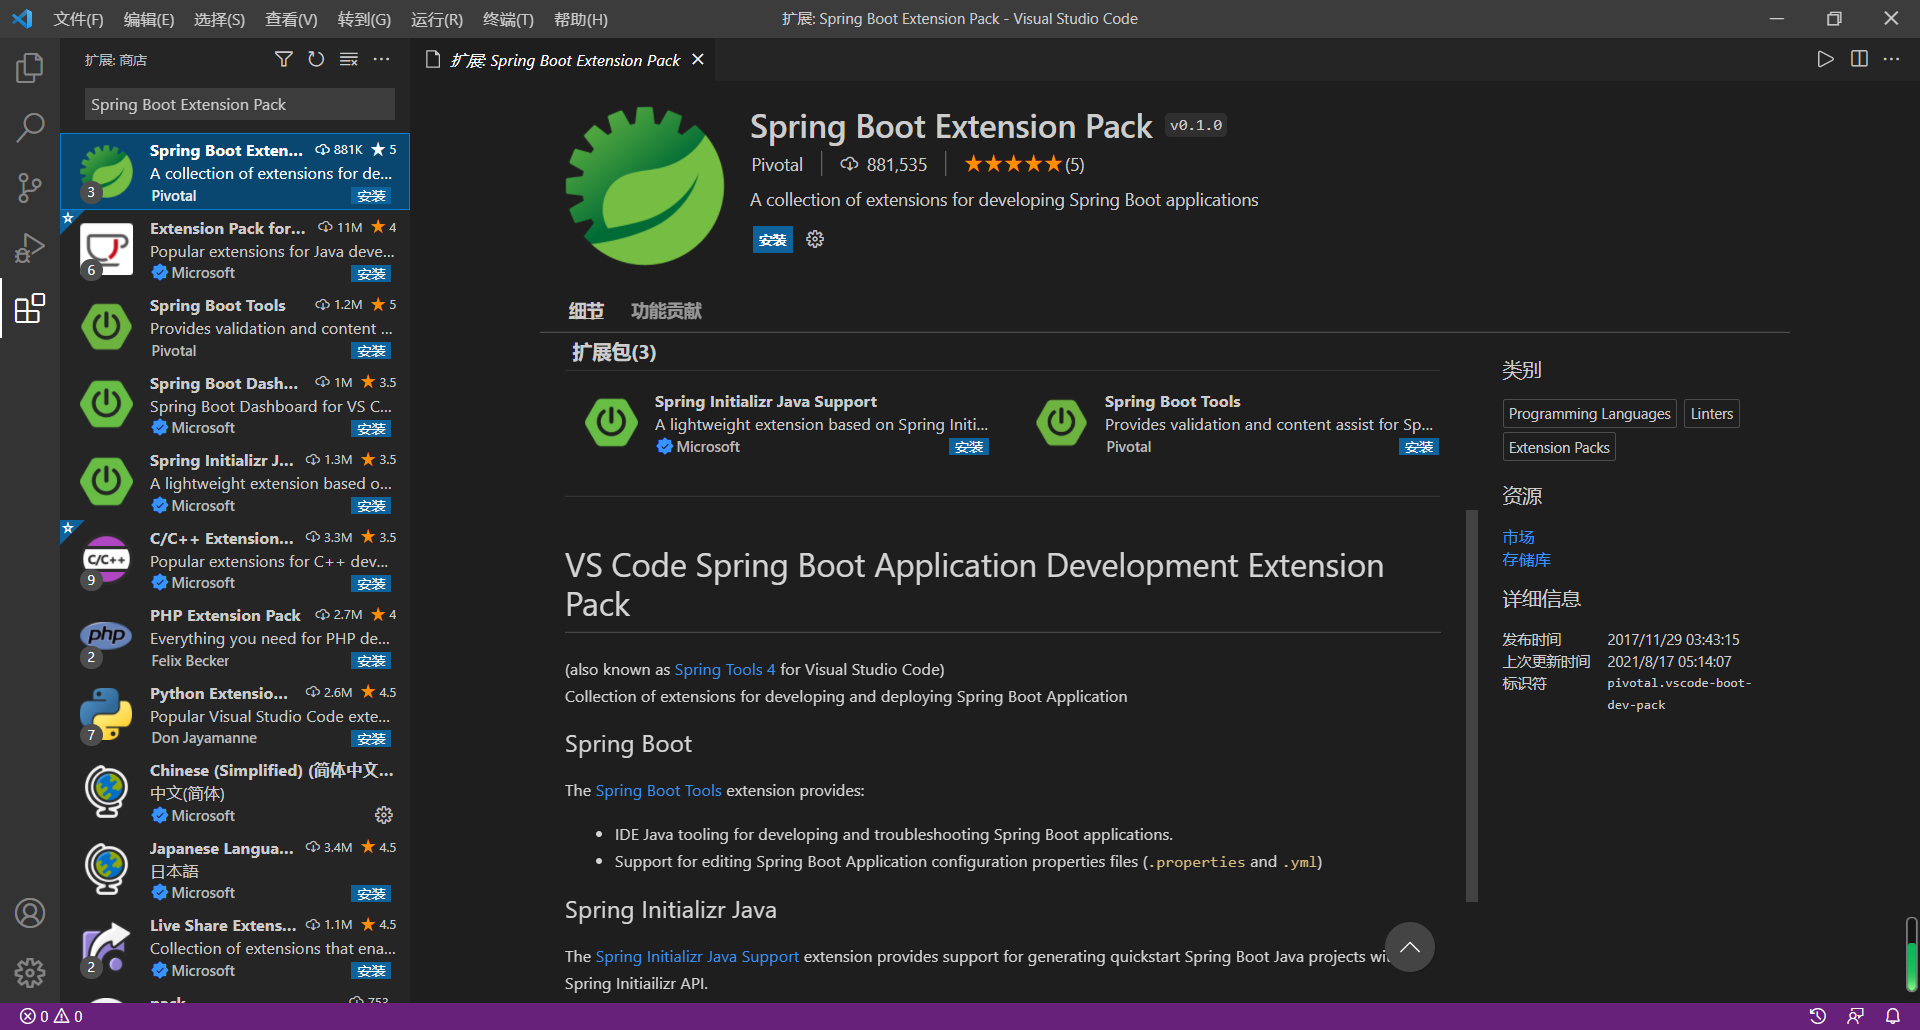 文件(F) 编辑(E) 选择(S) 查看(V) 转到(G) 运行(R) 终端(T) 帮助(H)
扩展: Spring Boot Extension Pack - Visual Studio Code
扩展: 商店
Spring Boot Extension Pack
Spring Boot Exten... 881K 5
A collection of extensions for de...
3
Pivotal 安装
Extension Pack for... 11M 4
Popular extensions for Java deve...
6
Microsoft 安装
Spring Boot Tools 1.2M 5
Provides validation and content ...
Pivotal 安装
Spring Boot Dash... 1M 3.5
Spring Boot Dashboard for VS C...
Microsoft 安装
Spring Initializr J... 1.3M 3.5
A lightweight extension based o...
Microsoft 安装
C/C++ Extension... 3.3M 3.5
C/C++
Popular extensions for C++ dev...
9
Microsoft 安装
PHP Extension Pack 2.7M 4
php
Everything you need for PHP de...
2
Felix Becker 安装
Python Extensio... 2.6M 4.5
Popular Visual Studio Code exte...
7
Don Jayamanne 安装
Chinese (Simplified) (简体中文...
中文(简体)
Microsoft
Japanese Langua... 3.4M 4.5
日本語
Microsoft 安装
Live Share Extens... 1.1M 4.5
Collection of extensions that ena...
2
Microsoft 安装
扩展: Spring Boot Extension Pack
Spring Boot Extension Pack v0.1.0
Pivotal 881,535 (5)
A collection of extensions for developing Spring Boot applications
安装
细节 功能贡献
扩展包(3)
Spring Initializr Java Support
A lightweight extension based on Spring Initi...
Microsoft 安装
Spring Boot Tools
Provides validation and content assist for Sp...
Pivotal 安装
VS Code Spring Boot Application Development Extension
Pack
(also known as Spring Tools 4 for Visual Studio Code)
Collection of extensions for developing and deploying Spring Boot Application
Spring Boot
The Spring Boot Tools extension provides:
• IDE Java tooling for developing and troubleshooting Spring Boot applications.
• Support for editing Spring Boot Application configuration properties files (.properties and .yml)
Spring Initializr Java
The Spring Initializr Java Support extension provides support for generating quickstart Spring Boot Java projects
Spring Initiailizr API.
类别
Programming Languages Linters
Extension Packs
资源
市场
存储库
详细信息
发布时间 2017/11/29 03:43:15
上次更新时间 2021/8/17 05:14:07
标识符 pivotal.vscode-boot-
dev-pack
0 0